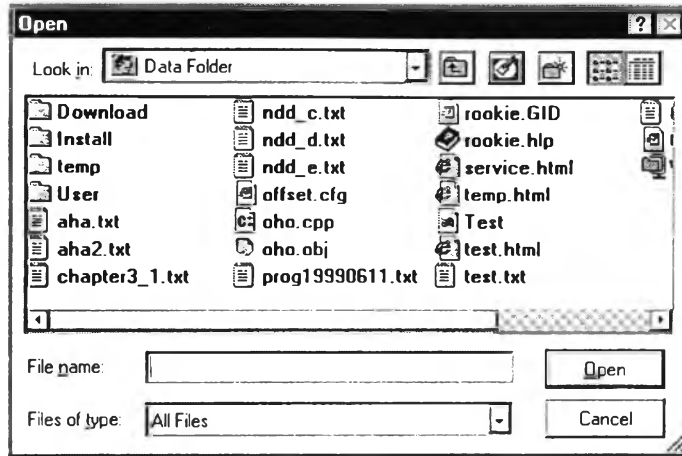 Open
Look in: Data Folder
Download
Install
temp
User
aha.txt
aha2.txt
chapter3_1.txt
ndd_c.txt
ndd_d.txt
ndd_e.txt
offset.cfg
oho.cpp
oho.obj
prog19990611.txt
rookie.GID
rookie.hlp
service.html
temp.html
Test
test.html
test.txt
File name: Open
Files of type: All Files Cancel